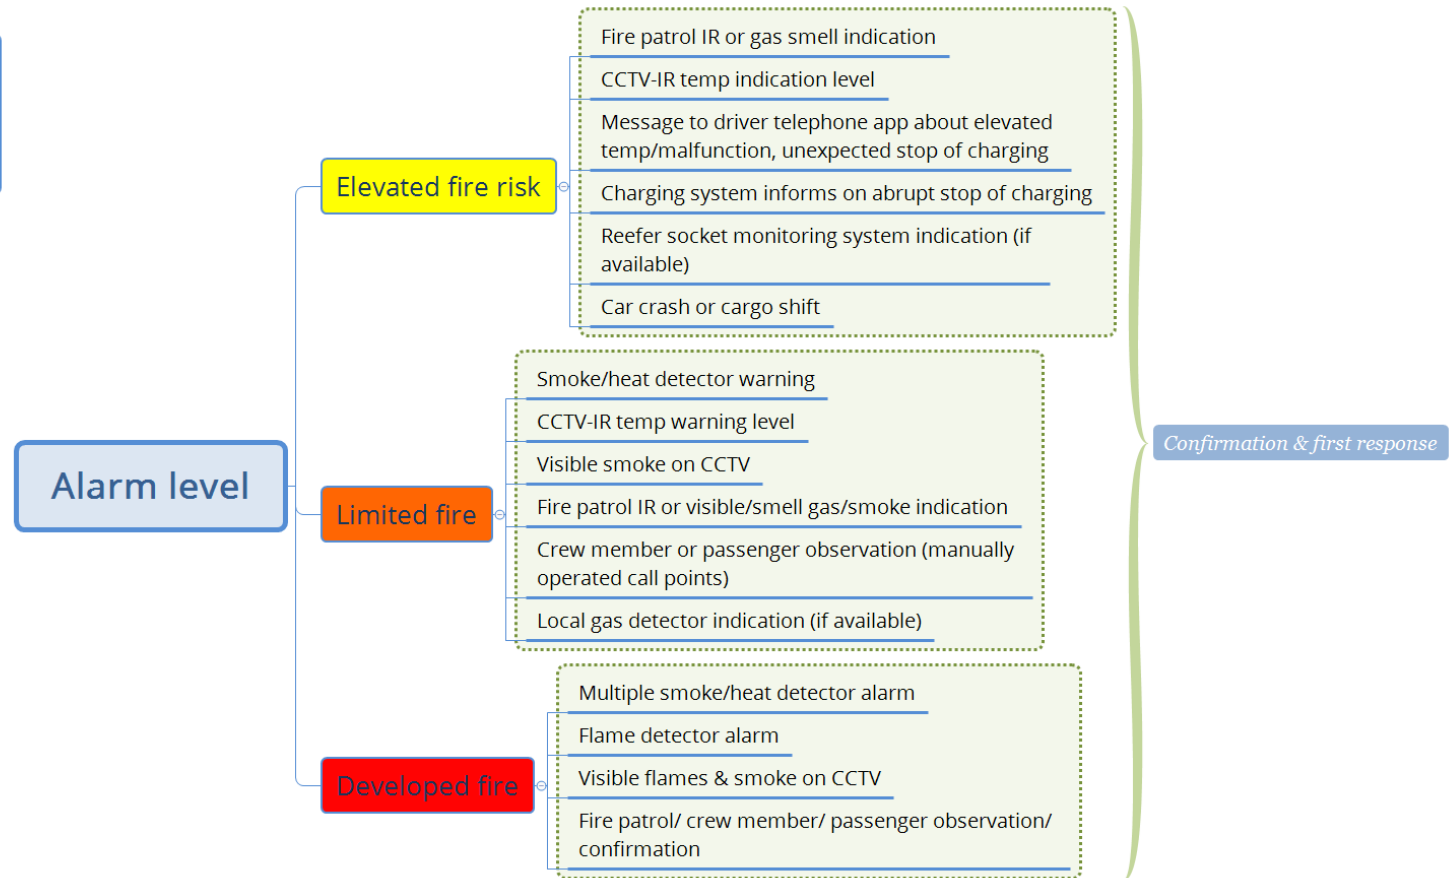 Alarm level
Elevated fire risk
Fire patrol IR or gas smell indication
CCTV-IR temp indication level
Message to driver telephone app about elevated
temp/malfunction, unexpected stop of charging
Charging system informs on abrupt stop of charging
Reefer socket monitoring system indication (if
available)
Car crash or cargo shift
Limited fire
Smoke/heat detector warning
CCTV-IR temp warning level
Visible smoke on CCTV
Fire patrol IR or visible/smell gas/smoke indication
Crew member or passenger observation (manually
operated call points)
Local gas detector indication (if available)
Developed fire
Multiple smoke/heat detector alarm
Flame detector alarm
Visible flames & smoke on CCTV
Fire patrol/ crew member/ passenger observation/
confirmation
Confirmation & first response